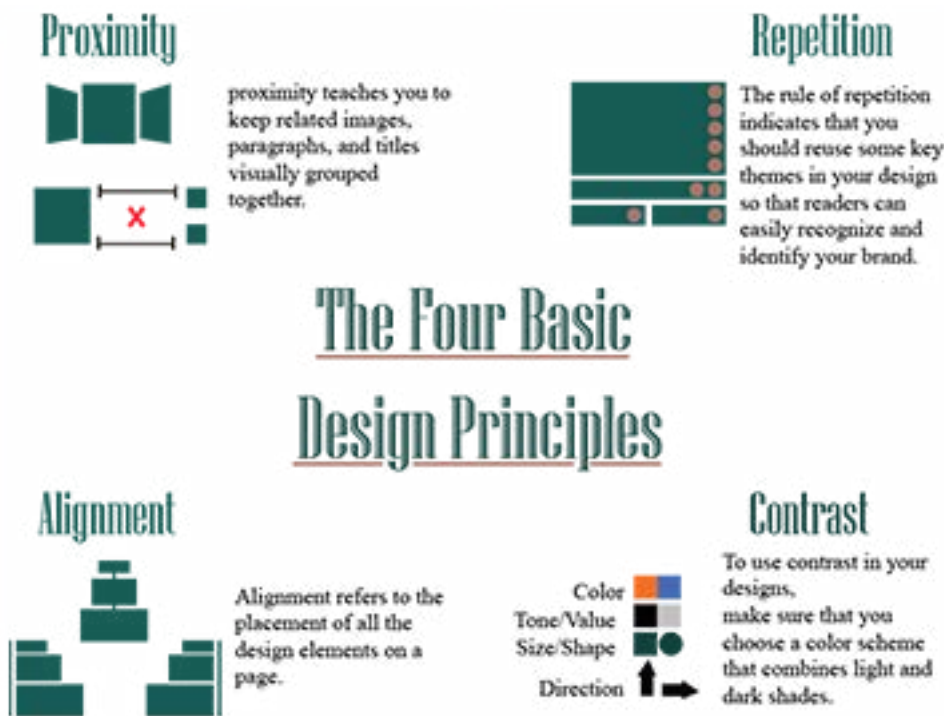 Proximity
proximity teaches you to
keep related images,
paragraphs, and titles
visually grouped
together.
X
Repetition
The rule of repetition
indicates that you
should reuse some key
themes in your design
so that readers can
easily recognize and
identify your brand.
The Four Basic
Design Principles
Alignment
Alignment refers to the
placement of all the
design elements on a
page.
Contrast
Color
Tone/Value
Size/Shape
Direction
To use contrast in your
designs,
make sure that you
choose a color scheme
that combines light and
dark shades.